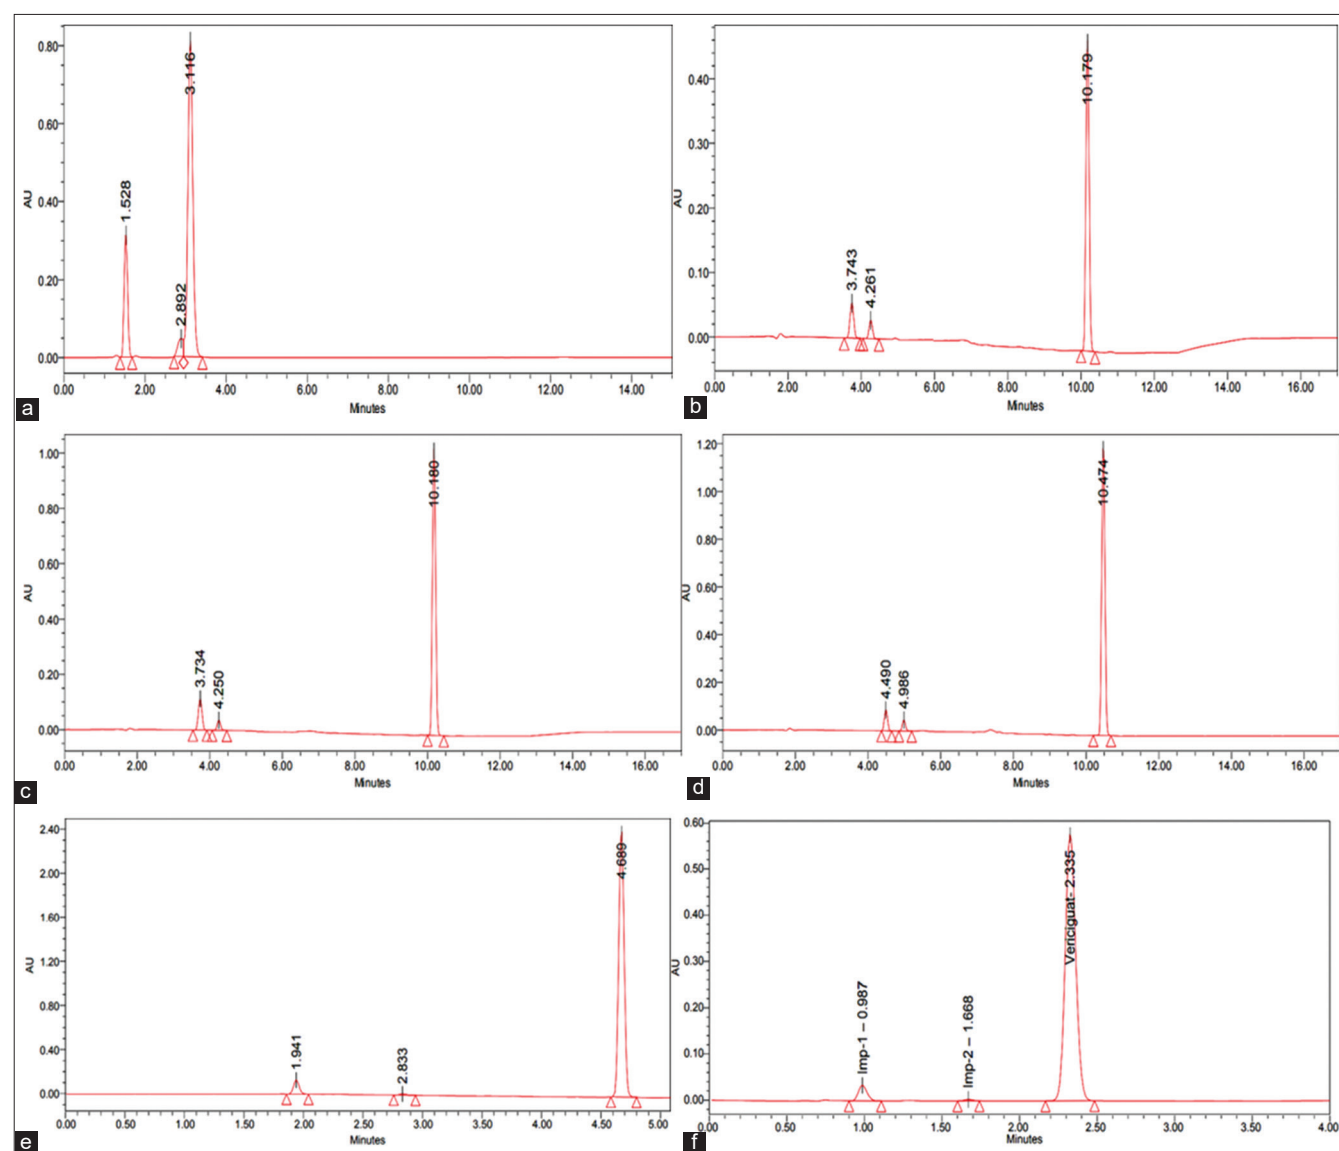 3.116
1.528
2.892
0.80
0.60
0.40
0.20
0.00
AU
0.00 2.00 4.00 6.00 8.00 10.00 12.00 14.00
Minutes
a
10.179
3.743
4.261
0.40
0.30
0.20
0.10
0.00
AU
0.00 2.00 4.00 6.00 8.00 10.00 12.00 14.00 16.00
Minutes
b
10.180
3.734
4.250
1.00
0.80
0.60
0.40
0.20
0.00
AU
0.00 2.00 4.00 6.00 8.00 10.00 12.00 14.00 16.00
Minutes
c
10.474
4.490
4.986
1.20
1.00
0.80
0.60
0.40
0.20
0.00
AU
0.00 2.00 4.00 6.00 8.00 10.00 12.00 14.00 16.00
Minutes
d
4.689
1.941
2.833
2.40
2.00
1.60
1.20
0.80
0.40
0.00
AU
0.00 0.50 1.00 1.50 2.00 2.50 3.00 3.50 4.00 4.50 5.00
Minutes
e
Vericiguat- 2.335
Imp-1 – 0.987
Imp-2 – 1.668
0.60
0.50
0.40
0.30
0.20
0.10
0.00
AU
0.00 0.50 1.00 1.50 2.00 2.50 3.00 3.50 4.00
Minutes
f